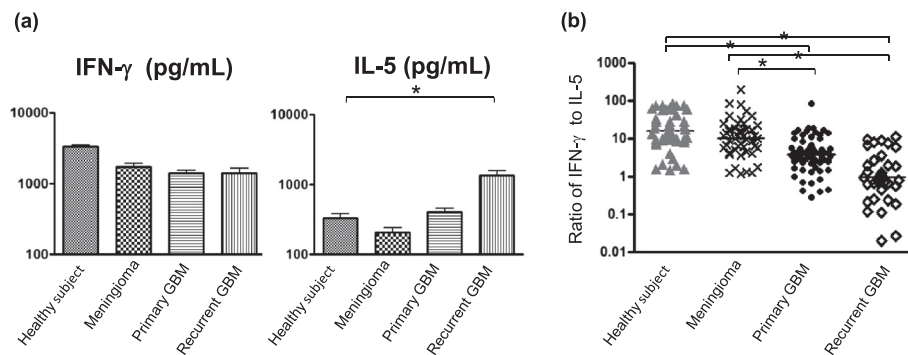 (a)
IFN-γ (pg/mL)
10000
1000
100
Healthy subject
Meningioma
Primary GBM
Recurrent GBM
IL-5 (pg/mL)
*
10000
1000
100
Healthy subject
Meningioma
Primary GBM
Recurrent GBM
(b)
*
*
*
*
Ratio of IFN-γ to IL-5
1000
100
10
1
0.1
0.01
Healthy subject
Meningioma
Primary GBM
Recurrent GBM